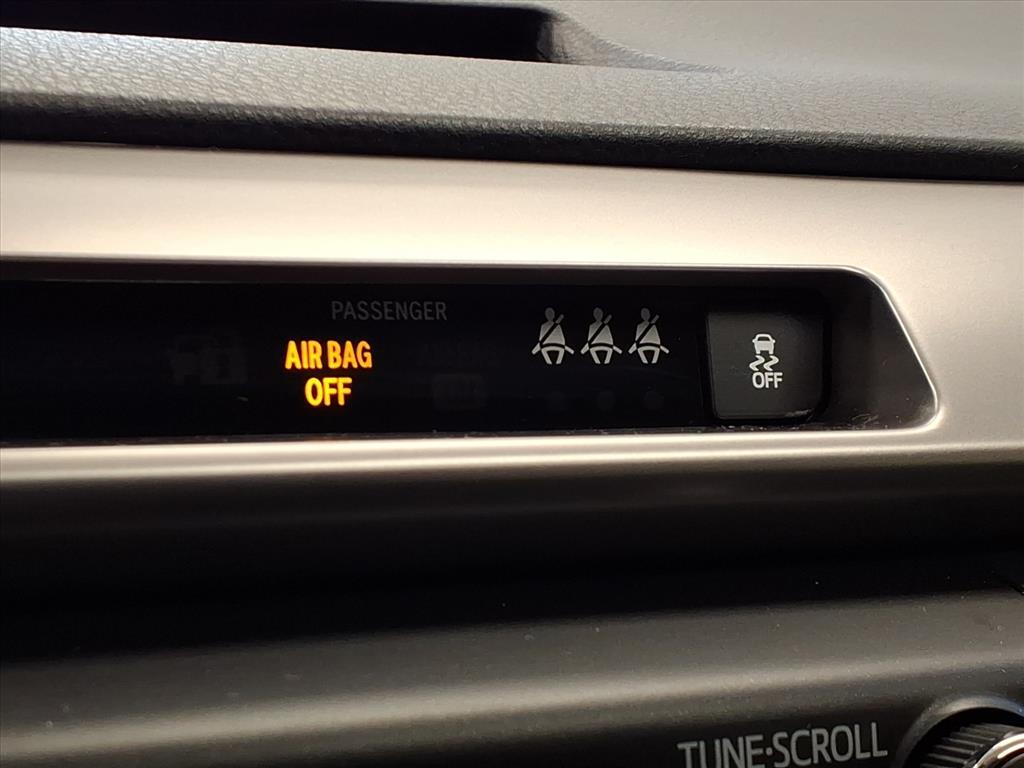 PASSENGER
AIR BAG
OFF
OFF
TUNE·SCROLL